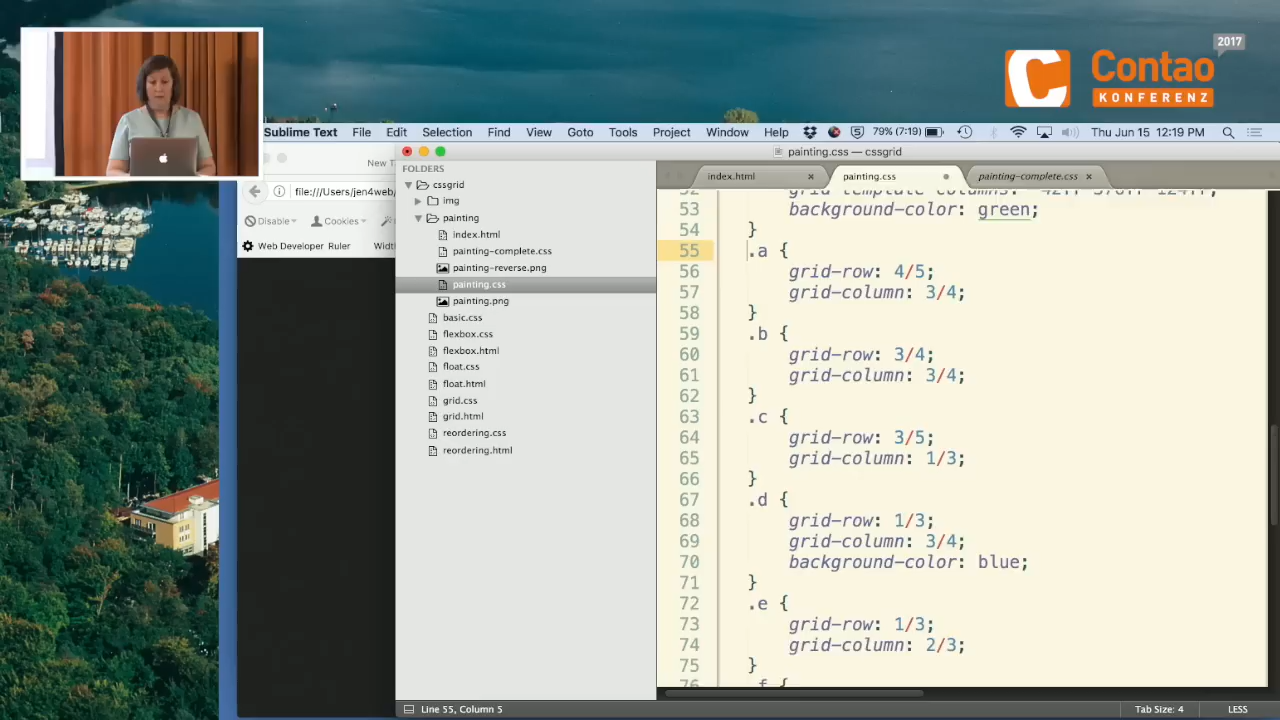 2017
Contao
KONFERENZ
Sublime Text File Edit Selection Find View Goto Tools Project Window Help 79% (7:19) Thu Jun 15 12:19 PM
painting.css — cssgrid
New T
file:///Users/jen4web/
Disable Cookies
Web Developer Ruler Widt
FOLDERS
cssgrid
img
painting
index.html
painting-complete.css
painting-reverse.png
painting.css
painting.png
basic.css
flexbox.css
flexbox.html
float.css
float.html
grid.css
grid.html
reordering.css
reordering.html
index.html × painting.css painting-complete.css ×
53 background-color: green;
54 }
55 .a {
56 grid-row: 4/5;
57 grid-column: 3/4;
58 }
59 .b {
60 grid-row: 3/4;
61 grid-column: 3/4;
62 }
63 .c {
64 grid-row: 3/5;
65 grid-column: 1/3;
66 }
67 .d {
68 grid-row: 1/3;
69 grid-column: 3/4;
70 background-color: blue;
71 }
72 .e {
73 grid-row: 1/3;
74 grid-column: 2/3;
75 }
Line 55, Column 5 Tab Size: 4 LESS